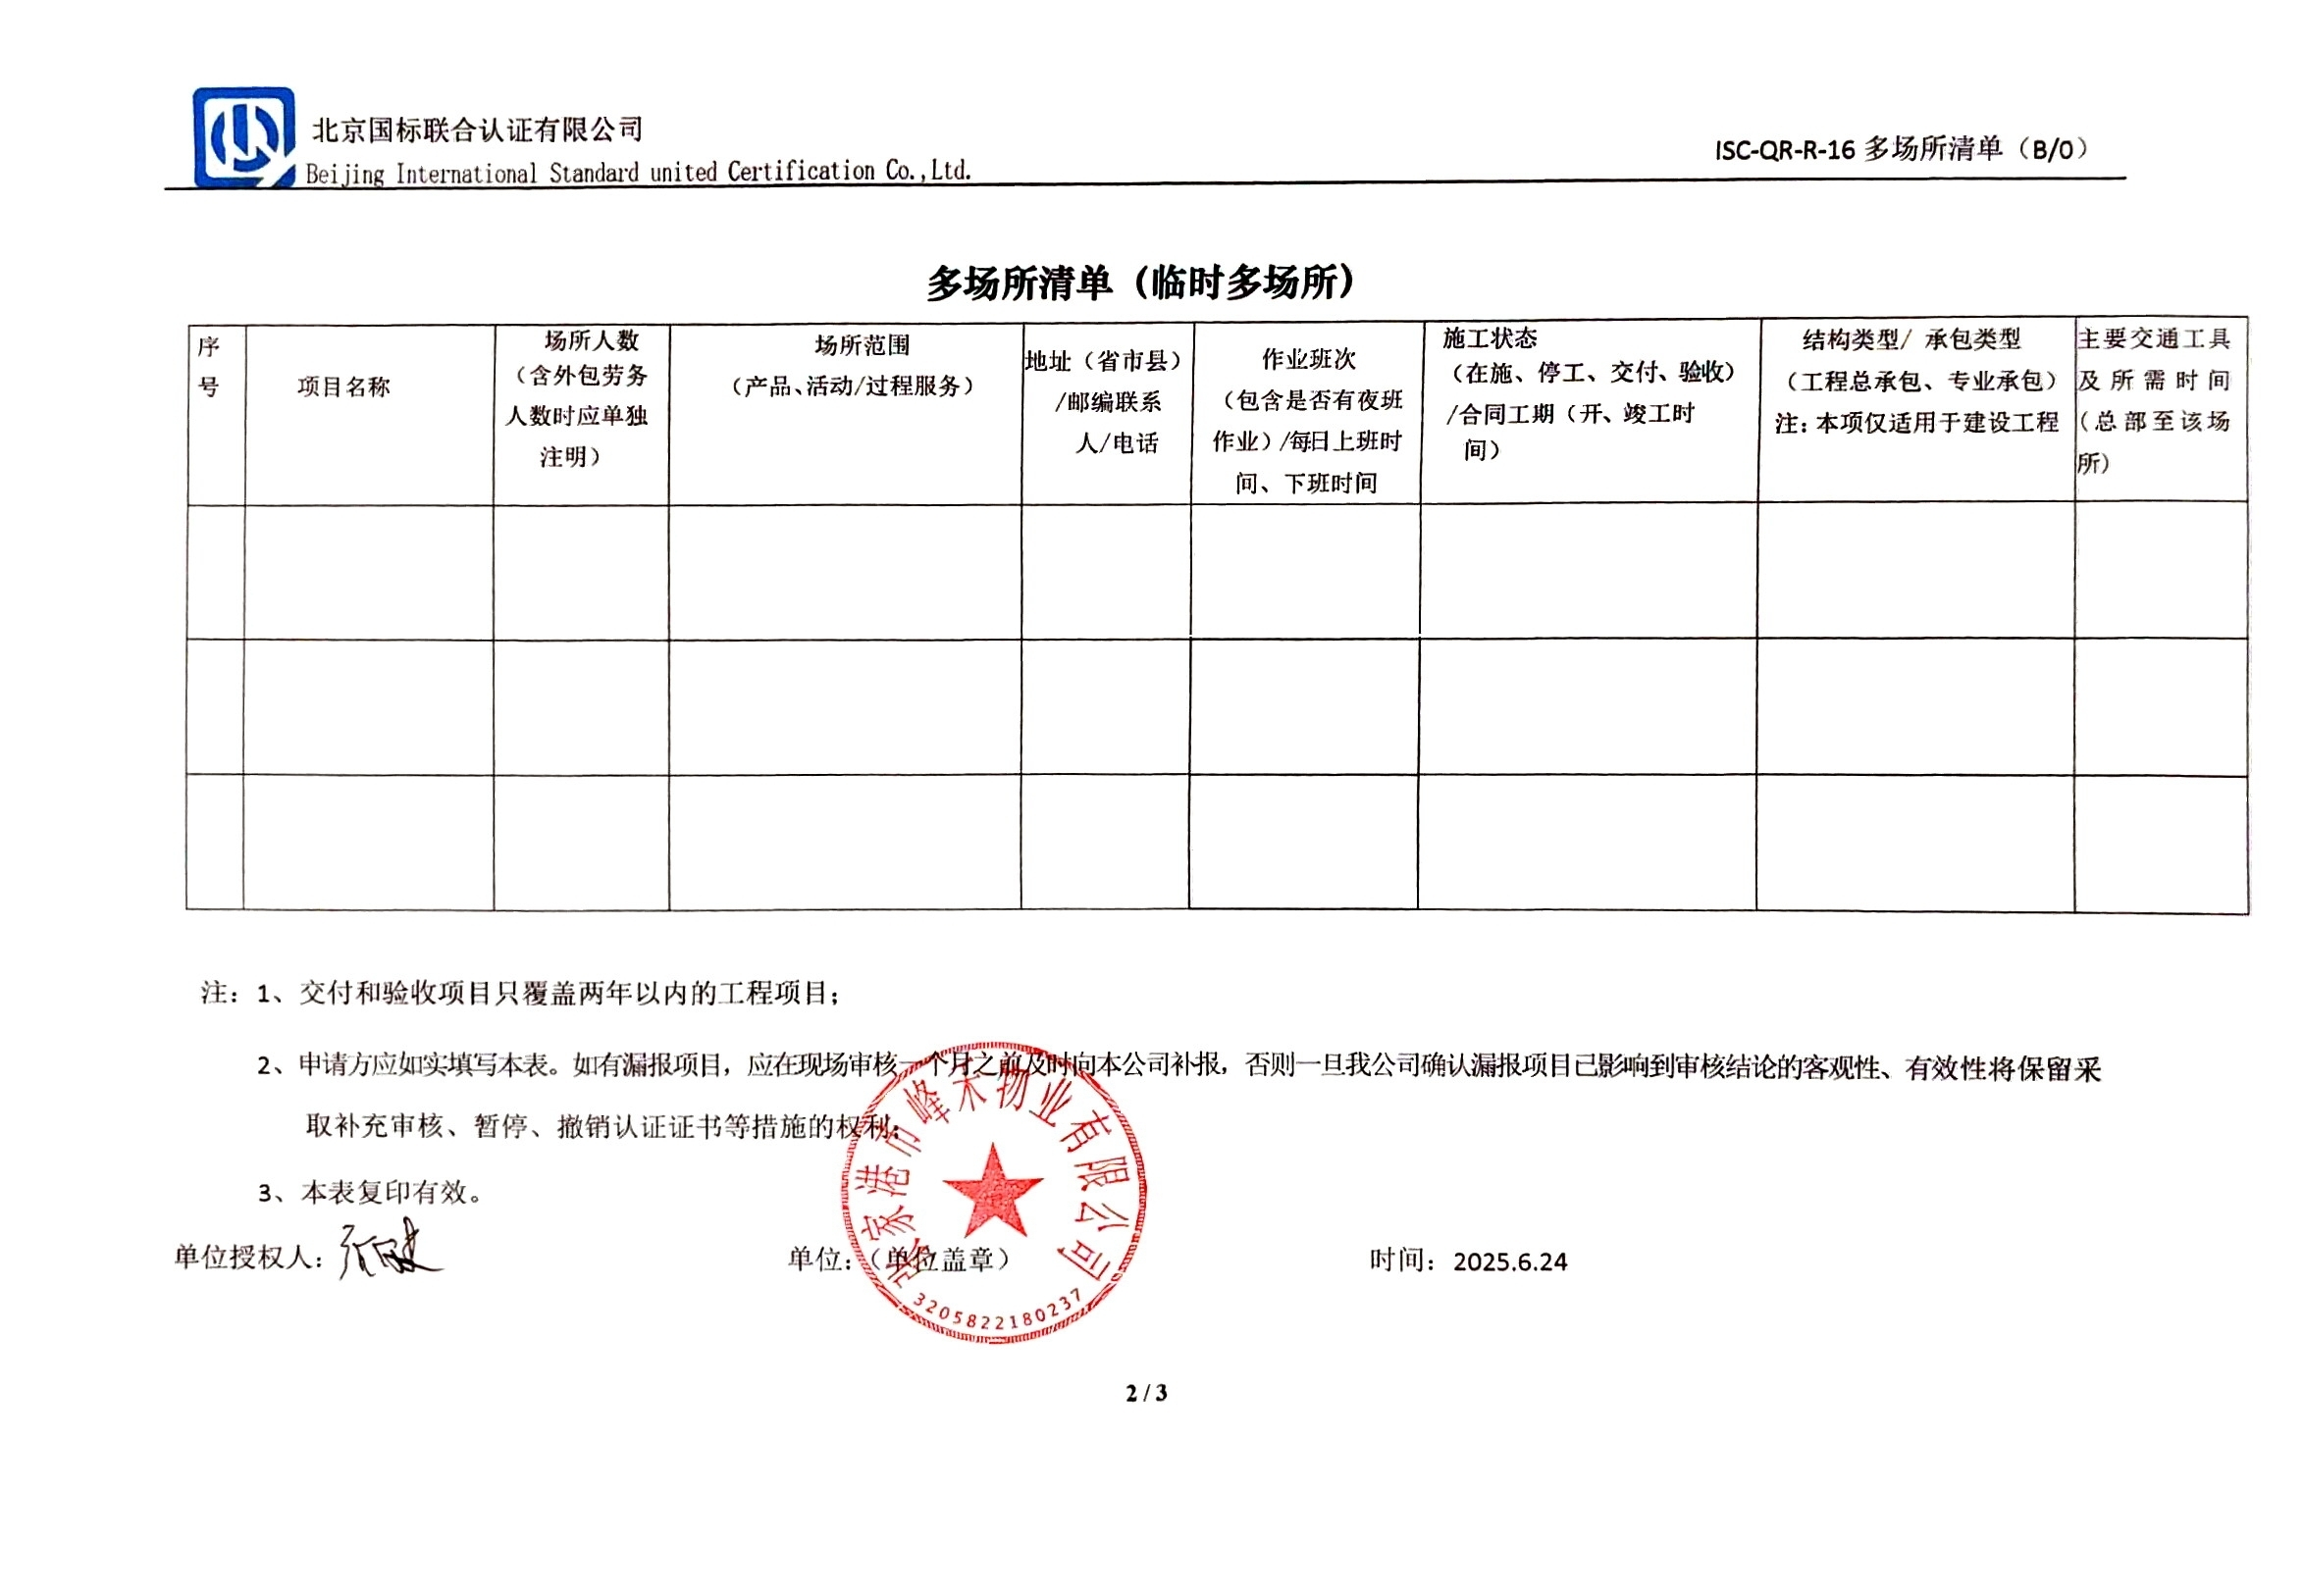 北京国标联合认证有限公司
Beijing International Standard united Certification Co.,Ltd.
ISC-QR-R-16 多场所清单（B/0）
多场所清单（临时多场所）
序
号
项目名称
场所人数
（含外包劳务
人数时应单独
注明）
场所范围
（产品、活动/过程服务）
地址（省市县）
/邮编联系
人/电话
作业班次
（包含是否有夜班
作业）/每日上班时
间、下班时间
施工状态
（在施、停工、交付、验收）
/合同工期（开、竣工时
间）
结构类型/ 承包类型
（工程总承包、专业承包）
注：本项仅适用于建设工程
主要交通工具
及所需时间
（总部至该场
所）
注：1、交付和验收项目只覆盖两年以内的工程项目；
2、申请方应如实填写本表。如有漏报项目，应在现场审核一个月之前及时向本公司补报，否则一旦我公司确认漏报项目已影响到审核结论的客观性、有效性将保留采
取补充审核、暂停、撤销认证证书等措施的权利；
3、本表复印有效。
单位授权人：
单位：（单位盖章）
时间：2025.6.24
张家港市峰禾物业有限公司
3205822180237
2 / 3